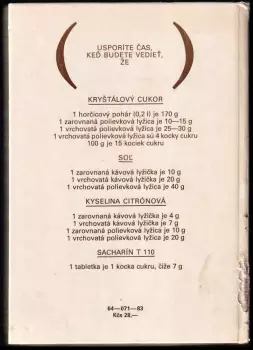 USPORÍTE ČAS,
KEĎ BUDETE VEDIEŤ,
ŽE
KRYŠTÁLOVÝ CUKOR
1 horčicový pohár (0,2 l) je 170 g
1 zarovnaná polievková lyžica je 10—15 g
1 vrchovatá polievková lyžica je 25—30 g
1 vrchovatá polievková lyžica sú 4 kocky cukru
100 g je 15 kociek cukru
SOĽ
1 zarovnaná kávová lyžička je 10 g
1 vrchovatá kávová lyžička je 20 g
1 vrchovatá polievková lyžica je 40 g
KYSELINA CITRÓNOVÁ
1 zarovnaná kávová lyžička je 4 g
1 vrchovatá kávová lyžička je 7 g
1 zarovnaná polievková lyžica je 10 g
1 vrchovatá polievková lyžica je 20 g
SACHARÍN T 110
1 tabletka je 1 kocka cukru, čiže 7 g
64—071—83
Kčs 28,—